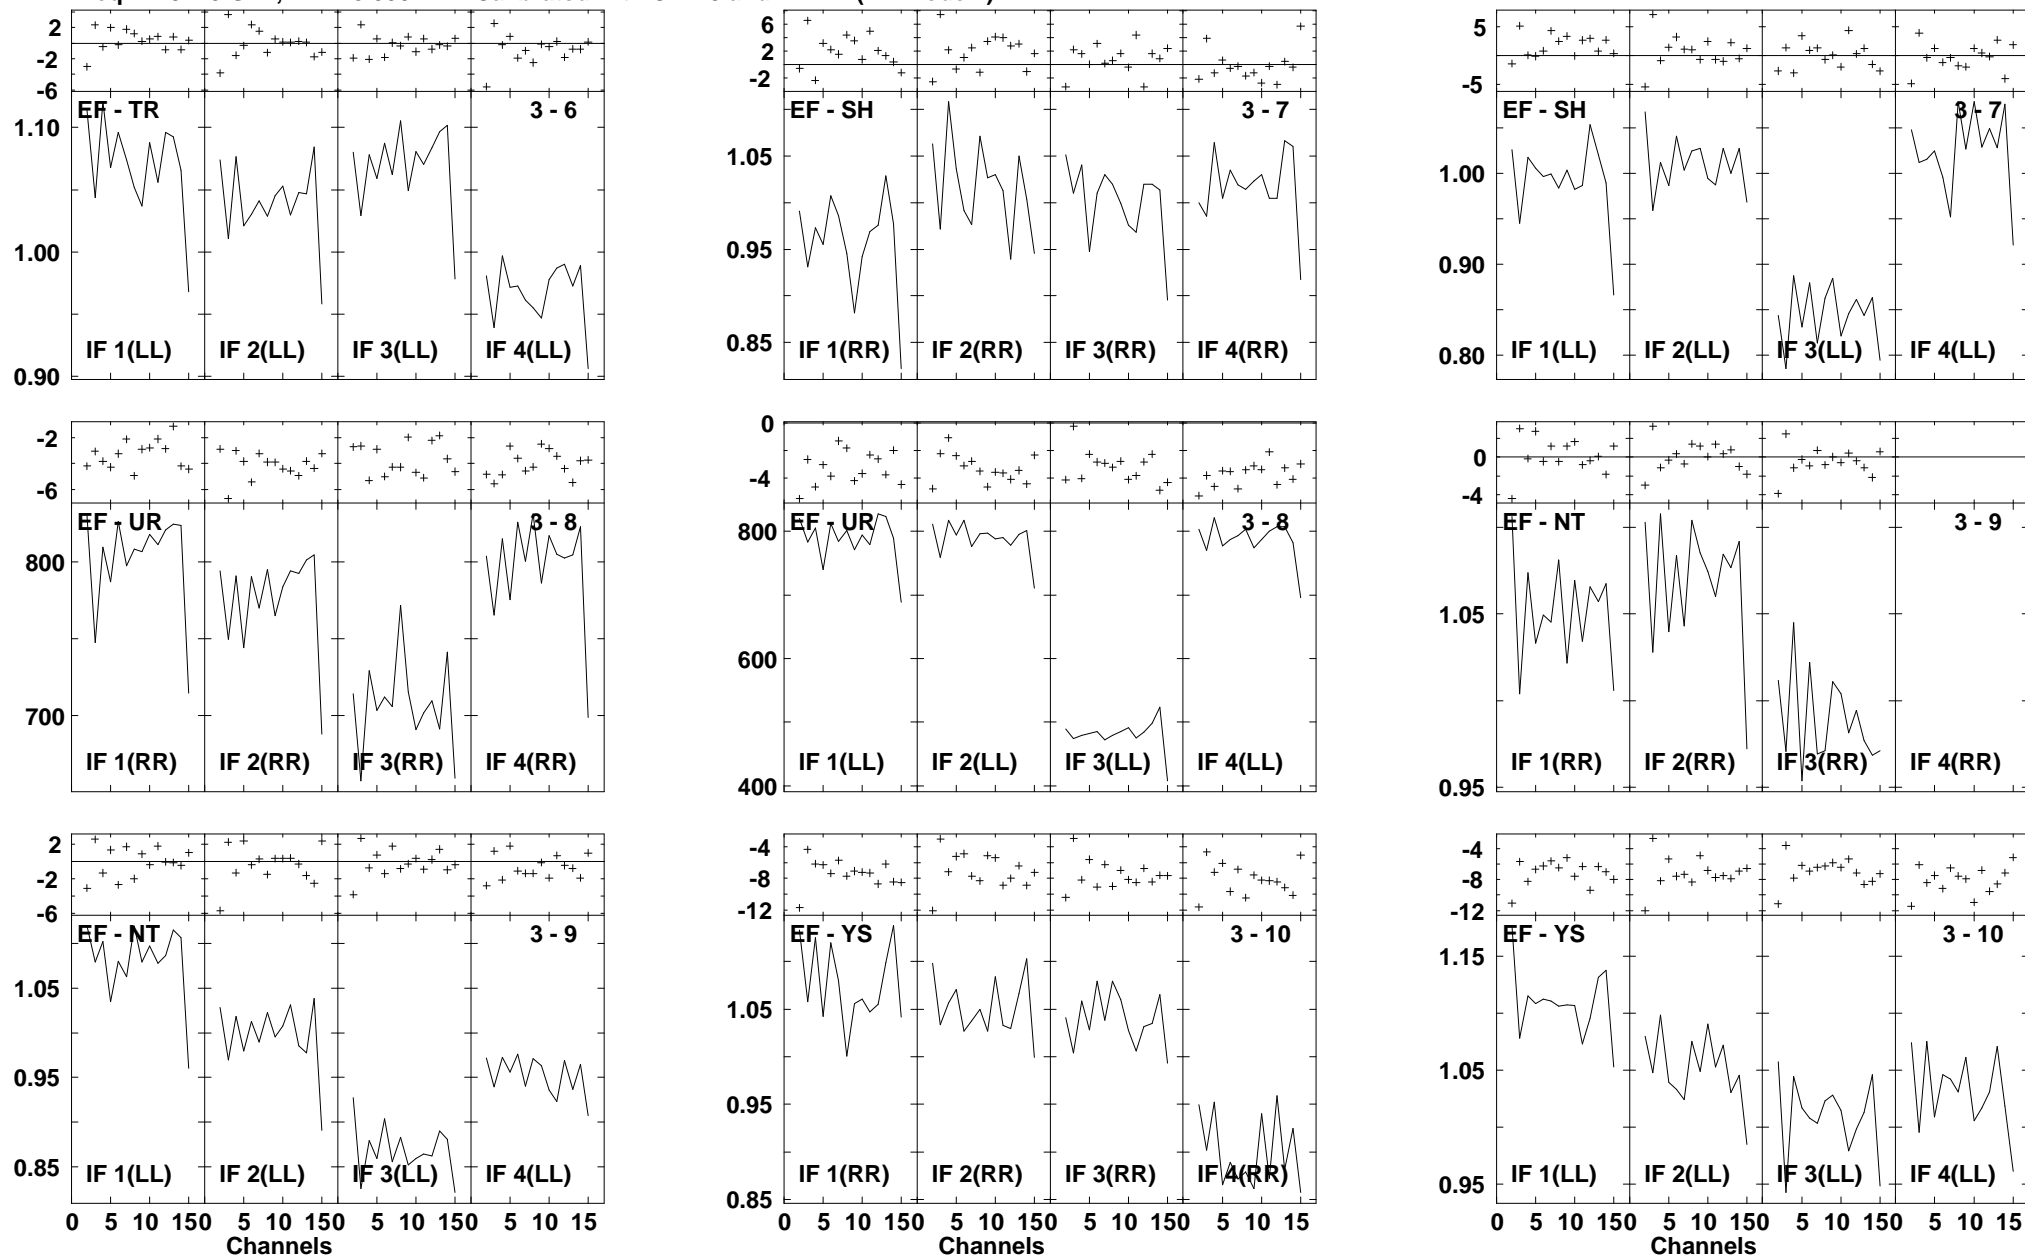 2
-2
-6
EF - TR
3 - 6
1.10
1.00
0.90
IF 1(LL)
IF 2(LL)
IF 3(LL)
IF 4(LL)
6
2
-2
EF - SH
3 - 7
1.05
0.95
0.85
IF 1(RR)
IF 2(RR)
IF 3(RR)
IF 4(RR)
5
-5
EF - SH
3 - 7
1.00
0.90
0.80
IF 1(LL)
IF 2(LL)
IF 3(LL)
IF 4(LL)
-2
-6
EF - UR
3 - 8
800
700
IF 1(RR)
IF 2(RR)
IF 3(RR)
IF 4(RR)
0
-4
EF - UR
3 - 8
800
600
400
IF 1(LL)
IF 2(LL)
IF 3(LL)
IF 4(LL)
0
-4
EF - NT
3 - 9
1.05
0.95
IF 1(RR)
IF 2(RR)
IF 3(RR)
IF 4(RR)
2
-2
-6
EF - NT
3 - 9
1.05
0.95
0.85
IF 1(LL)
IF 2(LL)
IF 3(LL)
IF 4(LL)
0 5 10 150 5 10 150 5 10 150 5 10 15
Channels
-4
-8
-12
EF - YS
3 - 10
1.05
0.95
0.85
IF 1(RR)
IF 2(RR)
IF 3(RR)
IF 4(RR)
0 5 10 150 5 10 150 5 10 150 5 10 15
Channels
-4
-8
-12
EF - YS
3 - 10
1.15
1.05
0.95
IF 1(LL)
IF 2(LL)
IF 3(LL)
IF 4(LL)
0 5 10 150 5 10 150 5 10 150 5 10 15
Channels